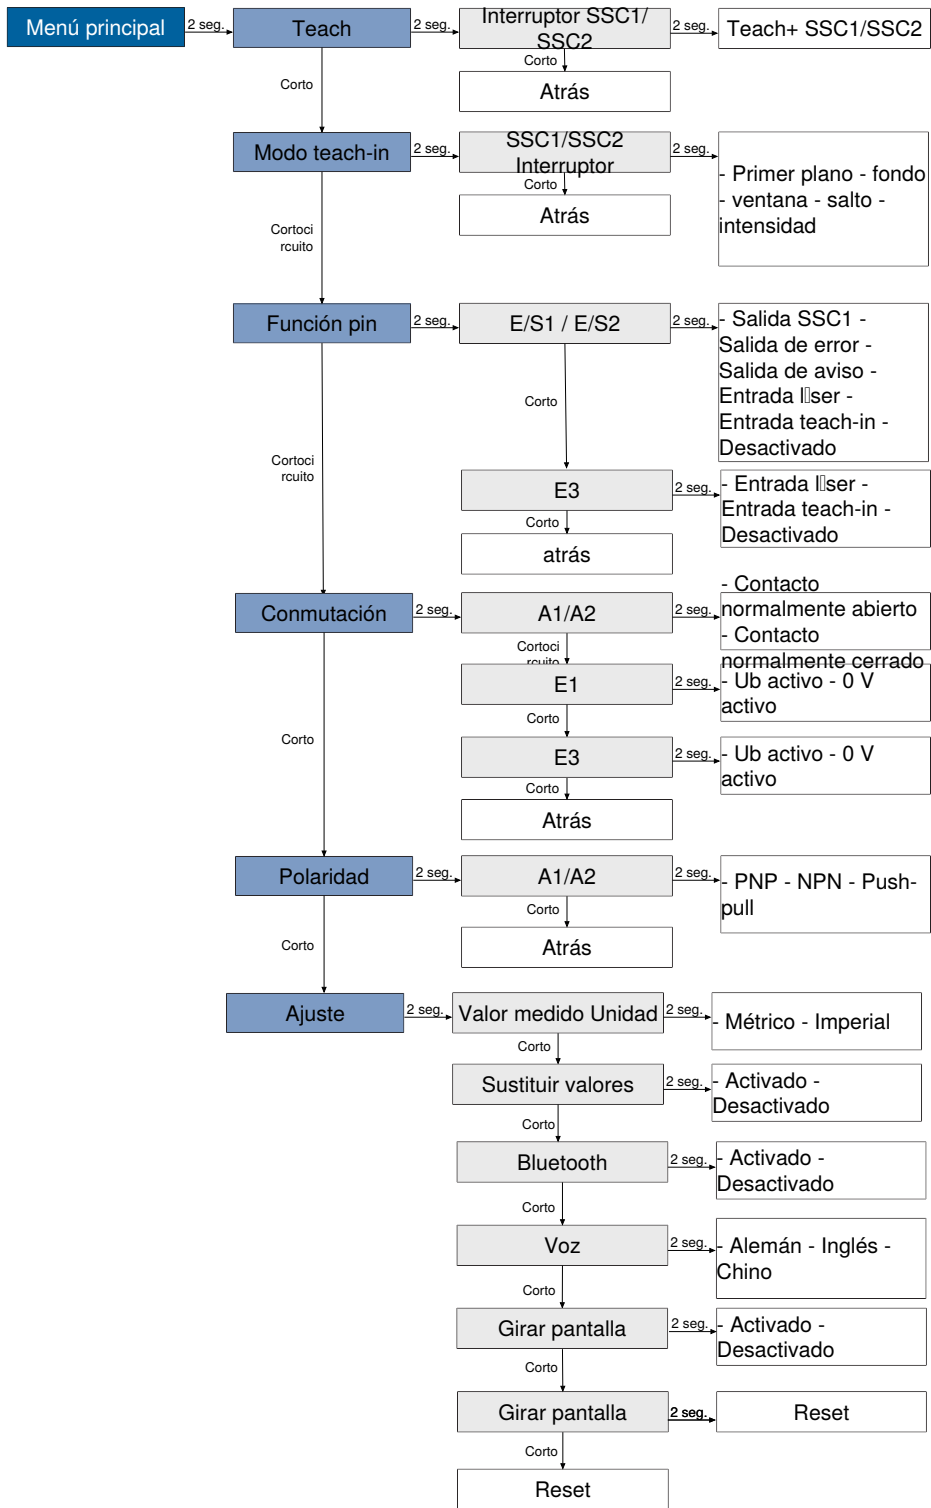 Menú principal
2 seg.
Teach
2 seg.
Interruptor SSC1/
SSC2
2 seg.
Teach+ SSC1/SSC2
Corto
Corto
Atrás
Modo teach-in
2 seg.
SSC1/SSC2
Interruptor
2 seg.
- Primer plano - fondo
- ventana - salto -
intensidad
Corto
Atrás
Cortoci
rcuito
Función pin
2 seg.
E/S1 / E/S2
2 seg.
- Salida SSC1 -
Salida de error -
Salida de aviso -
Entrada l▯ser -
Entrada teach-in -
Desactivado
Corto
Cortoci
rcuito
E3
2 seg.
- Entrada l▯ser -
Entrada teach-in -
Desactivado
Corto
atrás
Conmutación
2 seg.
A1/A2
2 seg.
- Contacto
normalmente abierto
- Contacto
normalmente cerrado
Cortoci
rcuito
E1
2 seg.
- Ub activo - 0 V
activo
Corto
Corto
E3
2 seg.
- Ub activo - 0 V
activo
Corto
Atrás
Polaridad
2 seg.
A1/A2
2 seg.
- PNP - NPN - Push-
pull
Corto
Corto
Atrás
Ajuste
2 seg.
Valor medido Unidad
2 seg.
- Métrico - Imperial
Corto
Sustituir valores
2 seg.
- Activado -
Desactivado
Corto
Bluetooth
2 seg.
- Activado -
Desactivado
Corto
Voz
2 seg.
- Alemán - Inglés -
Chino
Corto
Girar pantalla
2 seg.
- Activado -
Desactivado
Corto
Girar pantalla
2 seg.
Reset
Corto
Reset